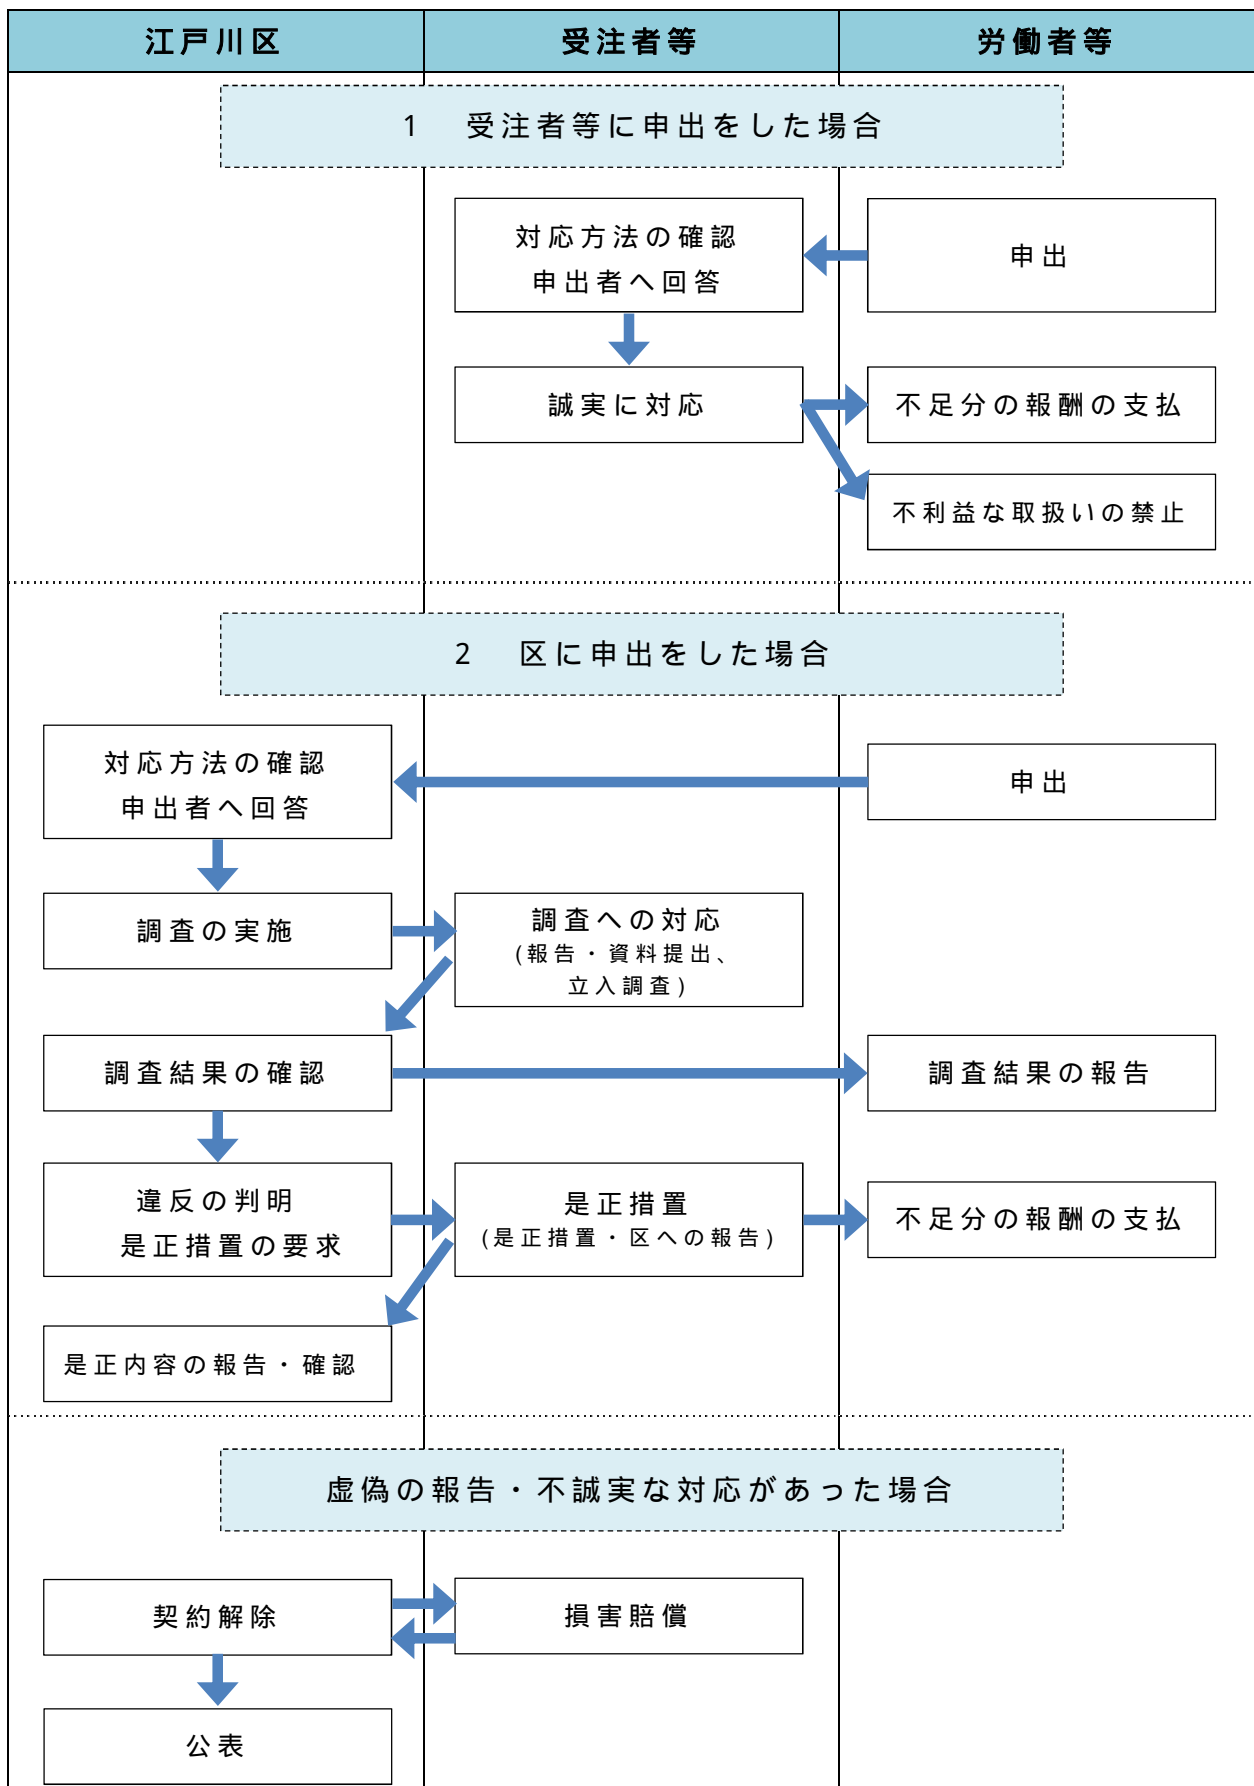 江戸川区
受注者等
労働者等
1 受注者等に申出をした場合
対応方法の確認
申出者へ回答
申出
誠実に対応
不足分の報酬の支払
不利益な取扱いの禁止
2 区に申出をした場合
対応方法の確認
申出者へ回答
申出
調査の実施
調査への対応
(報告・資料提出、
立入調査)
調査結果の確認
調査結果の報告
違反の判明
是正措置の要求
是正措置
(是正措置・区への報告)
不足分の報酬の支払
是正内容の報告・確認
虚偽の報告・不誠実な対応があった場合
契約解除
損害賠償
公表